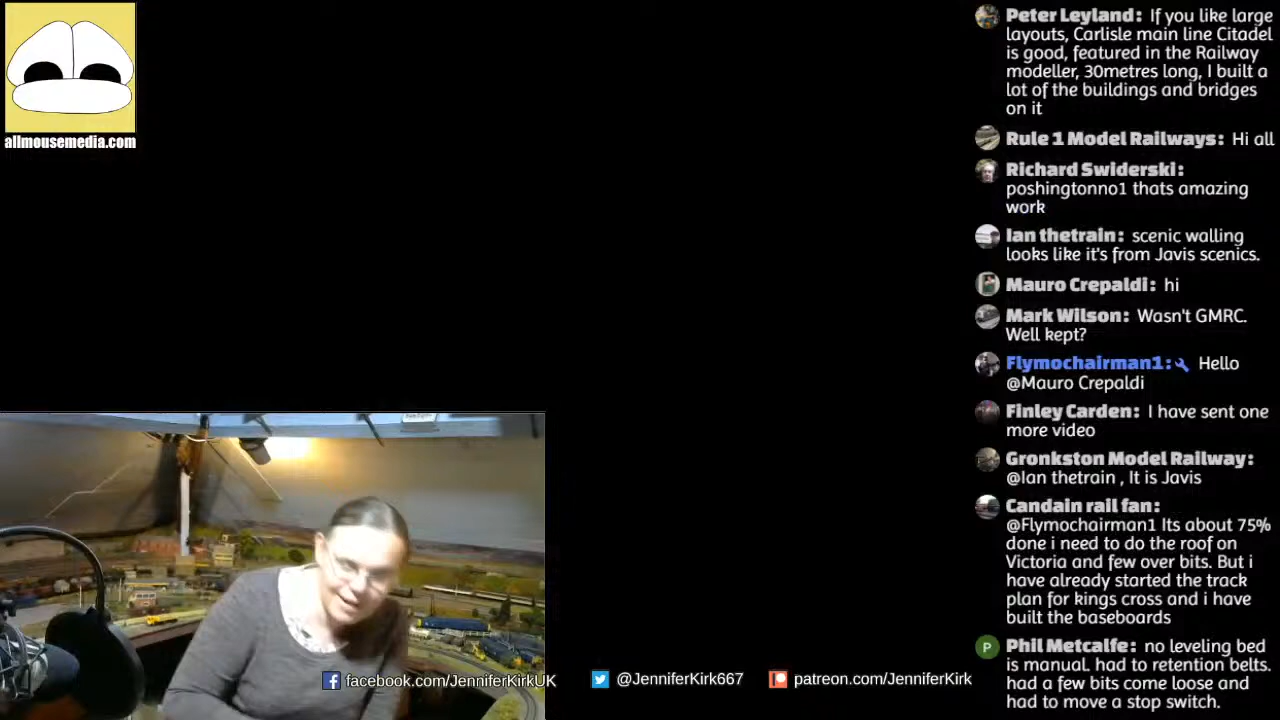 allmousemedia.com
Peter Leyland: If you like large
layouts, Carlisle main line Citadel
is good, featured in the Railway
modeller, 30metres long, I built a
lot of the buildings and bridges
on it
Rule 1 Model Railways: Hi all
Richard Swiderski:
poshingtonno1 thats amazing
work
Ian thetrain: scenic walling
looks like it's from Javis scenics.
Mauro Crepaldi: hi
Mark Wilson: Wasn't GMRC.
Well kept?
Flymochairman1: Hello
@Mauro Crepaldi
Finley Carden: I have sent one
more video
Gronkston Model Railway:
@Ian thetrain , It is Javis
Candain rail fan:
@Flymochairman1 Its about 75%
done i need to do the roof on
Victoria and few over bits. But i
have already started the track
plan for kings cross and i have
built the baseboards
P Phil Metcalfe: no leveling bed
is manual. had to retention belts.
had a few bits come loose and
had to move a stop switch.
facebook.com/JenniferKirkUK
@JenniferKirk667
patreon.com/JenniferKirk